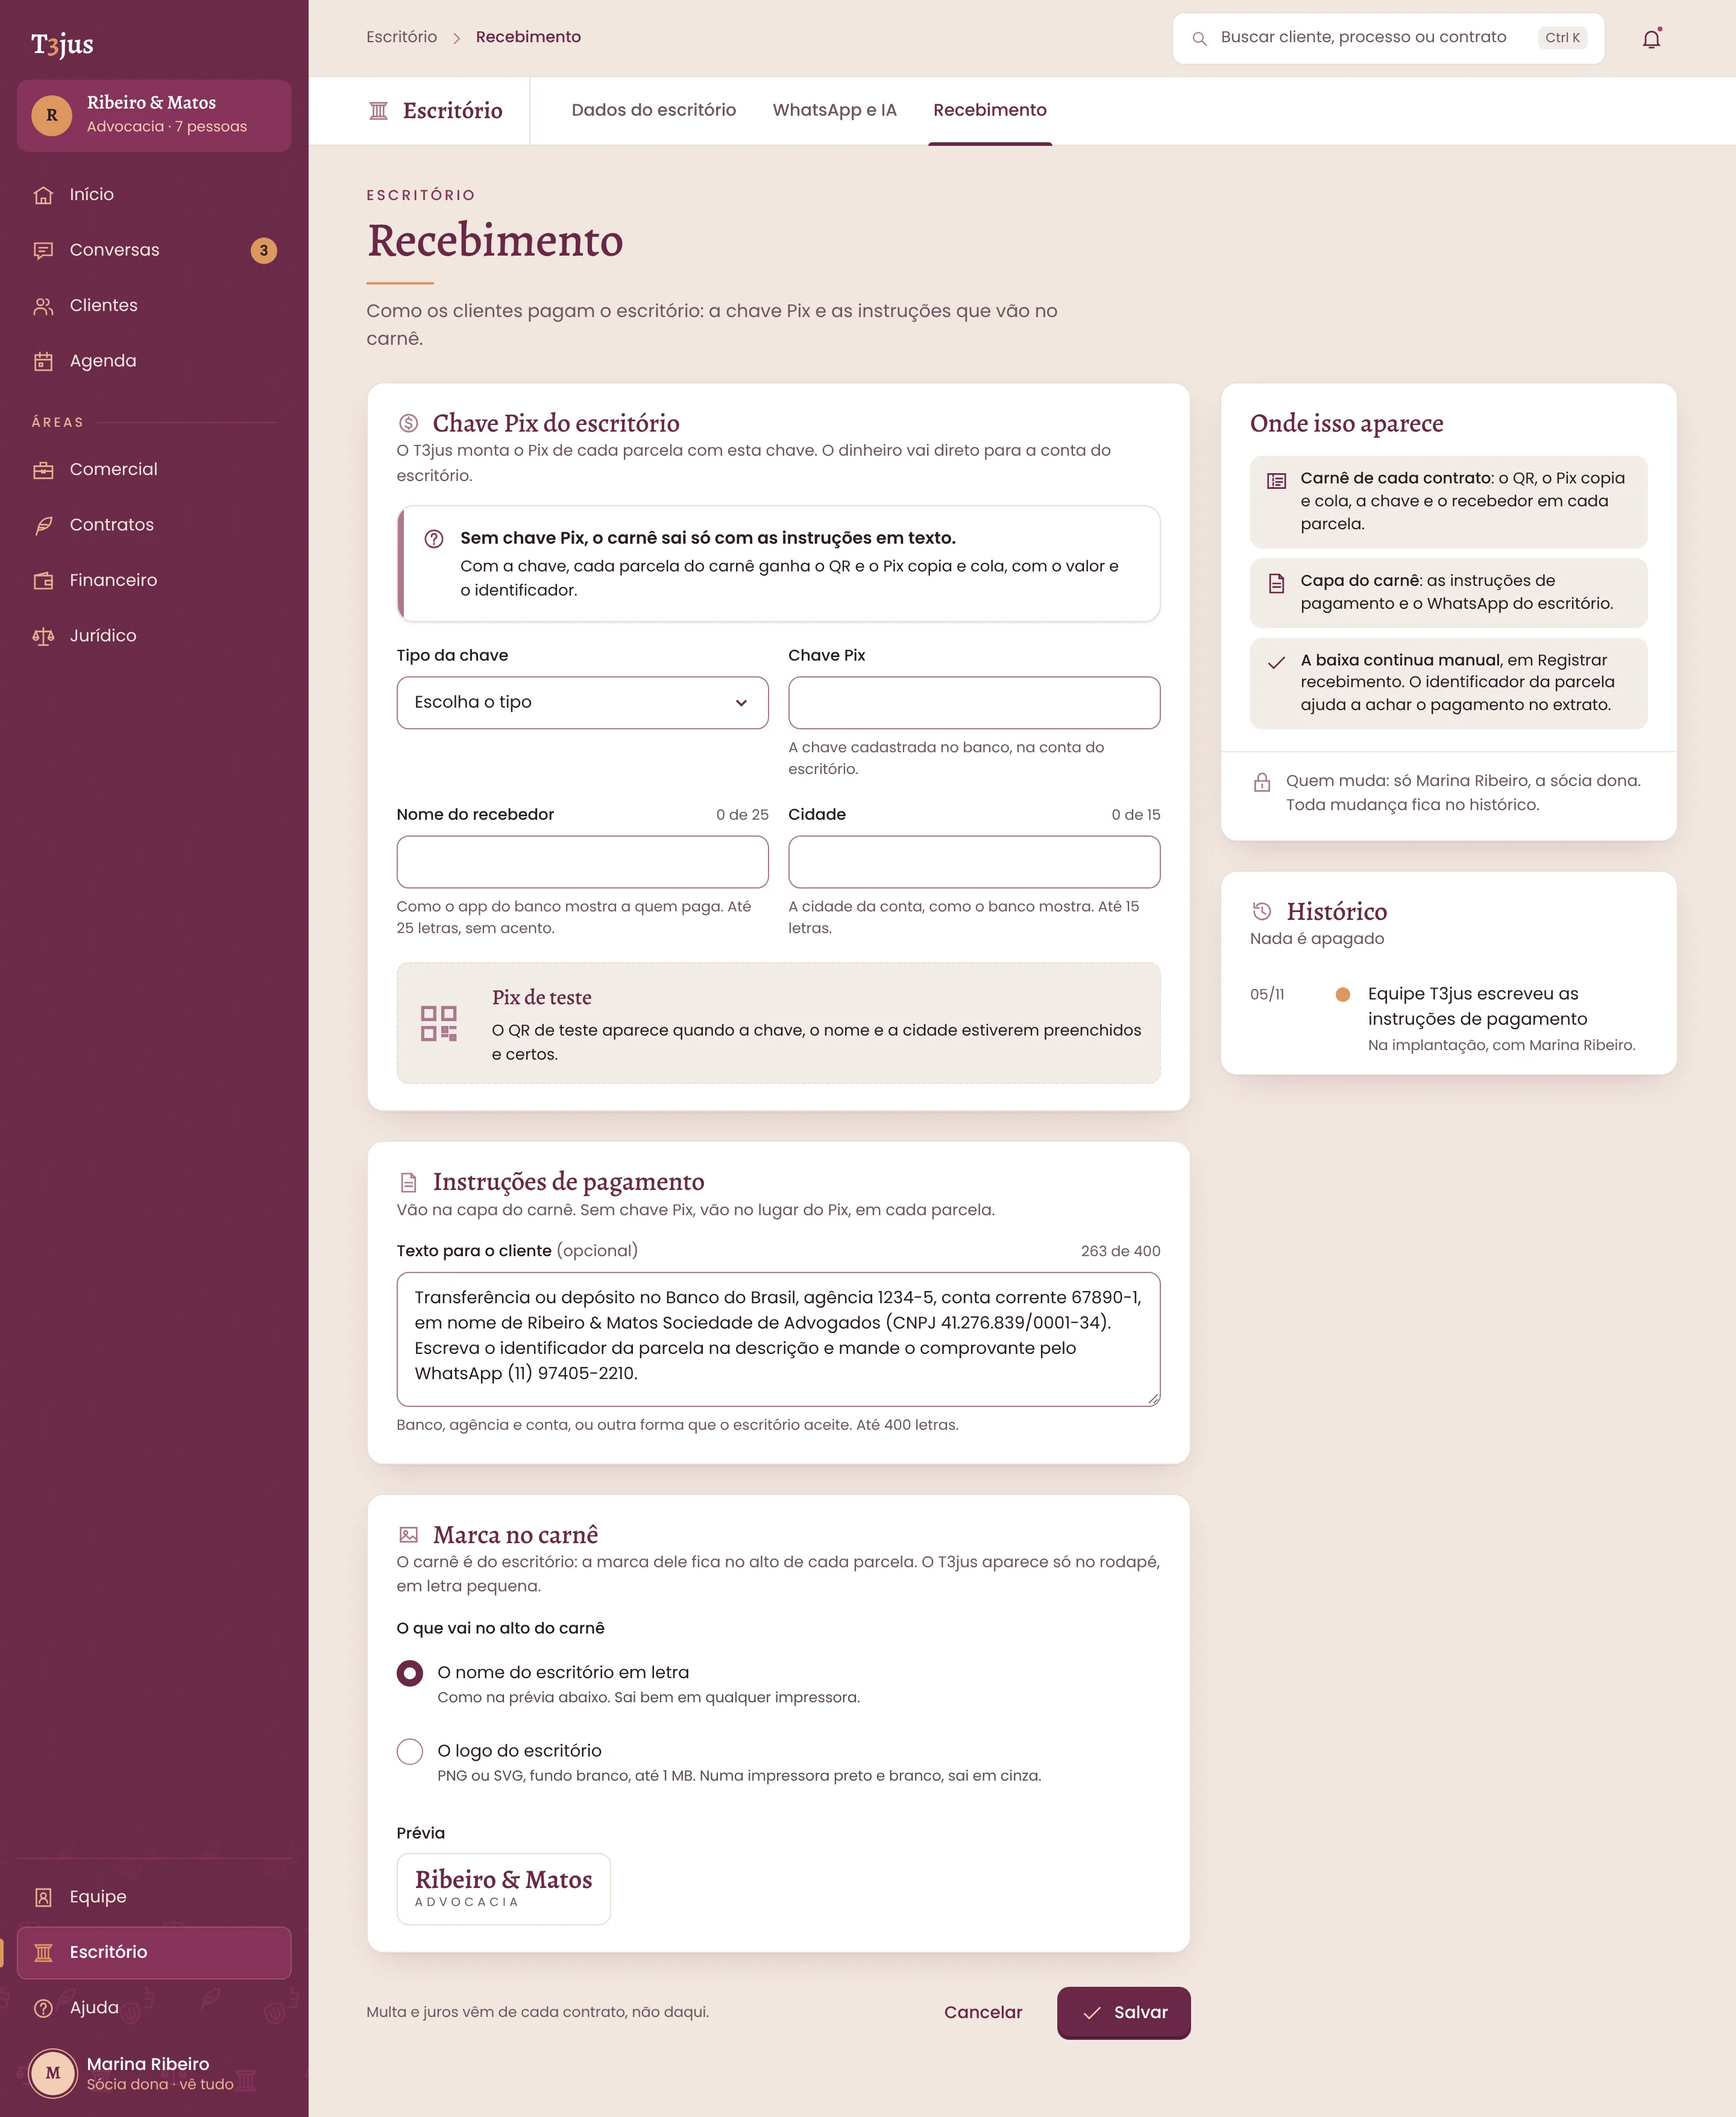 T3jus
R
Ribeiro & Matos
Advocacia · 7 pessoas
Início
Conversas
3
Clientes
Agenda
ÁREAS
Comercial
Contratos
Financeiro
Jurídico
Equipe
Escritório
Ajuda
M
Marina Ribeiro
Sócia dona · vê tudo
Escritório
Recebimento
Buscar cliente, processo ou contrato
Ctrl K
Escritório
Dados do escritório
WhatsApp e IA
Recebimento
ESCRITÓRIO
Recebimento
Como os clientes pagam o escritório: a chave Pix e as instruções que vão no
carnê.
Chave Pix do escritório
O T3jus monta o Pix de cada parcela com esta chave. O dinheiro vai direto para a conta do
escritório.
Sem chave Pix, o carnê sai só com as instruções em texto.
Com a chave, cada parcela do carnê ganha o QR e o Pix copia e cola, com o valor e
o identificador.
Tipo da chave
Escolha o tipo
Chave Pix
A chave cadastrada no banco, na conta do
escritório.
Nome do recebedor
0 de 25
Como o app do banco mostra a quem paga. Até
25 letras, sem acento.
Cidade
0 de 15
A cidade da conta, como o banco mostra. Até 15
letras.
Pix de teste
O QR de teste aparece quando a chave, o nome e a cidade estiverem preenchidos
e certos.
Instruções de pagamento
Vão na capa do carnê. Sem chave Pix, vão no lugar do Pix, em cada parcela.
Texto para o cliente (opcional)
263 de 400
Transferência ou depósito no Banco do Brasil, agência 1234-5, conta corrente 67890-1,
em nome de Ribeiro & Matos Sociedade de Advogados (CNPJ 41.276.839/0001-34).
Escreva o identificador da parcela na descrição e mande o comprovante pelo
WhatsApp (11) 97405-2210.
Banco, agência e conta, ou outra forma que o escritório aceite. Até 400 letras.
Marca no carnê
O carnê é do escritório: a marca dele fica no alto de cada parcela. O T3jus aparece só no rodapé,
em letra pequena.
O que vai no alto do carnê
O nome do escritório em letra
Como na prévia abaixo. Sai bem em qualquer impressora.
O logo do escritório
PNG ou SVG, fundo branco, até 1 MB. Numa impressora preto e branco, sai em cinza.
Prévia
Ribeiro & Matos
ADVOCACIA
Multa e juros vêm de cada contrato, não daqui.
Cancelar
Salvar
Onde isso aparece
Carnê de cada contrato: o QR, o Pix copia
e cola, a chave e o recebedor em cada
parcela.
Capa do carnê: as instruções de
pagamento e o WhatsApp do escritório.
A baixa continua manual, em Registrar
recebimento. O identificador da parcela
ajuda a achar o pagamento no extrato.
Quem muda: só Marina Ribeiro, a sócia dona.
Toda mudança fica no histórico.
Histórico
Nada é apagado
05/11
Equipe T3jus escreveu as
instruções de pagamento
Na implantação, com Marina Ribeiro.